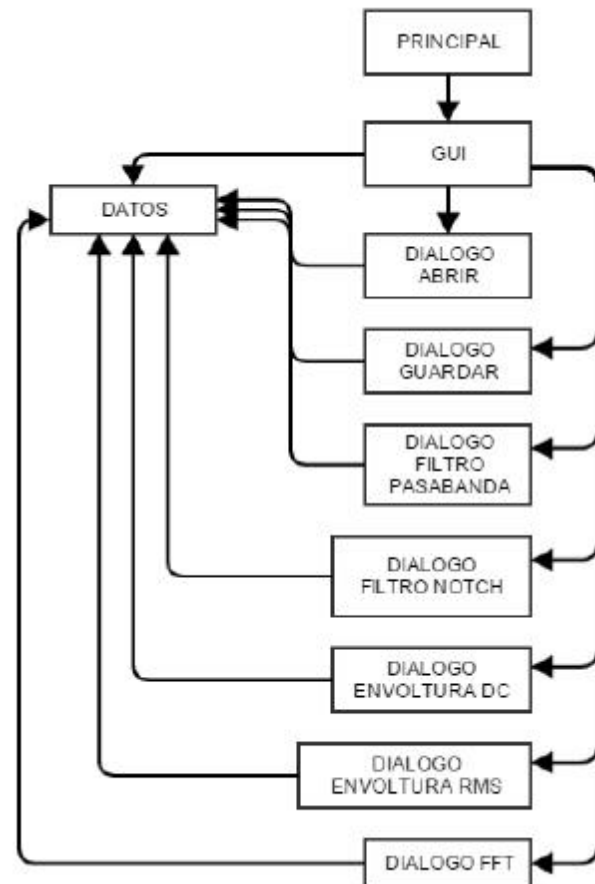 PRINCIPAL
GUI
DATOS
DIALOGO
ABRIR
DIALOGO
GUARDAR
DIALOGO
FILTRO
PASABANDA
DIALOGO
FILTRO NOTCH
DIALOGO
ENVOLTURA DC
DIALOGO
ENVOLTURA RMS
DIALOGO FFT